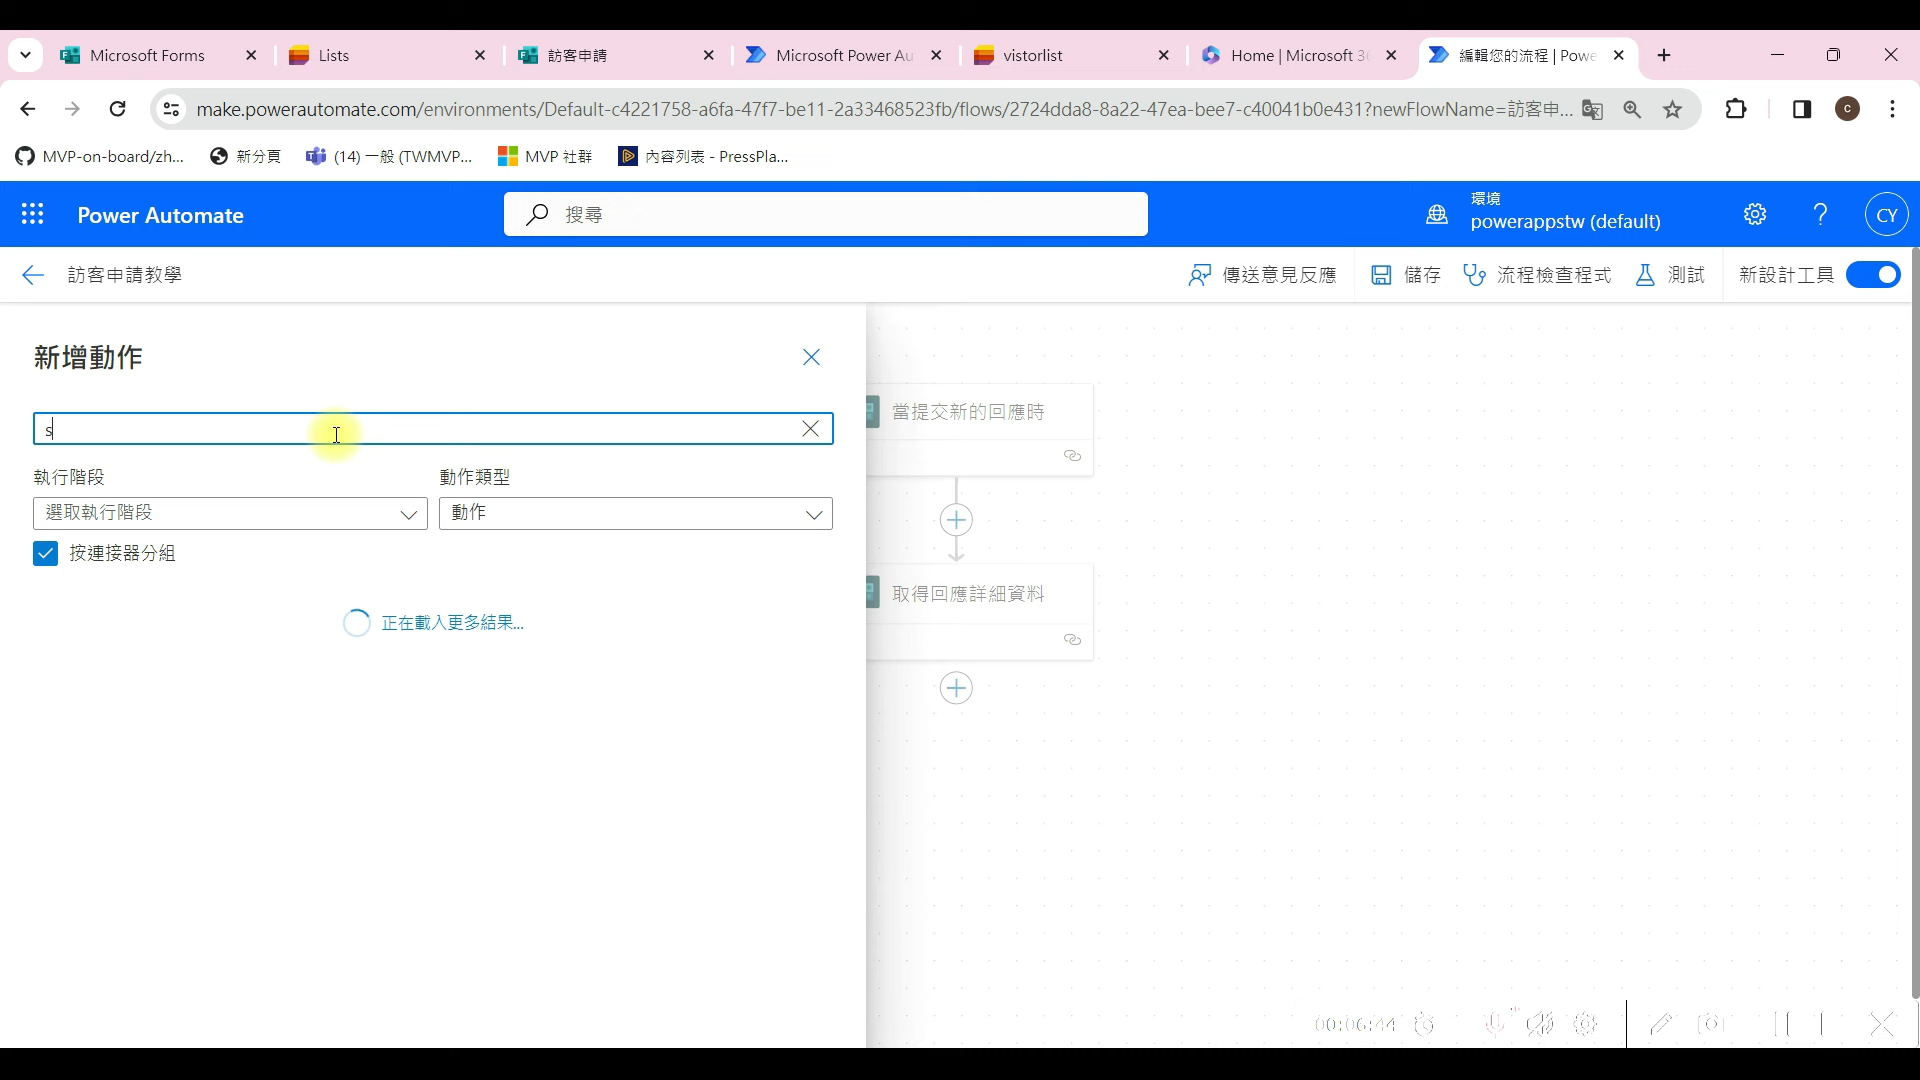 Microsoft Forms
Lists
訪客申請
Microsoft Power Au
vistorlist
Home | Microsoft 36
編輯您的流程 | Powe
make.powerautomate.com/environments/Default-c4221758-a6fa-47f7-be11-2a33468523fb/flows/2724dda8-8a22-47ea-bee7-c40041b0e431?newFlowName=訪客申...
C
MVP-on-board/zh...
新分頁
(14) 一般 (TWMVP...
MVP 社群
內容列表 - PressPla...
Power Automate
搜尋
環境
powerappstw (default)
CY
訪客申請教學
傳送意見反應
儲存
流程檢查程式
測試
新設計工具
新增動作
s
執行階段
動作類型
選取執行階段
動作
按連接器分組
正在載入更多結果...
當提交新的回應時
取得回應詳細資料
00:06:44